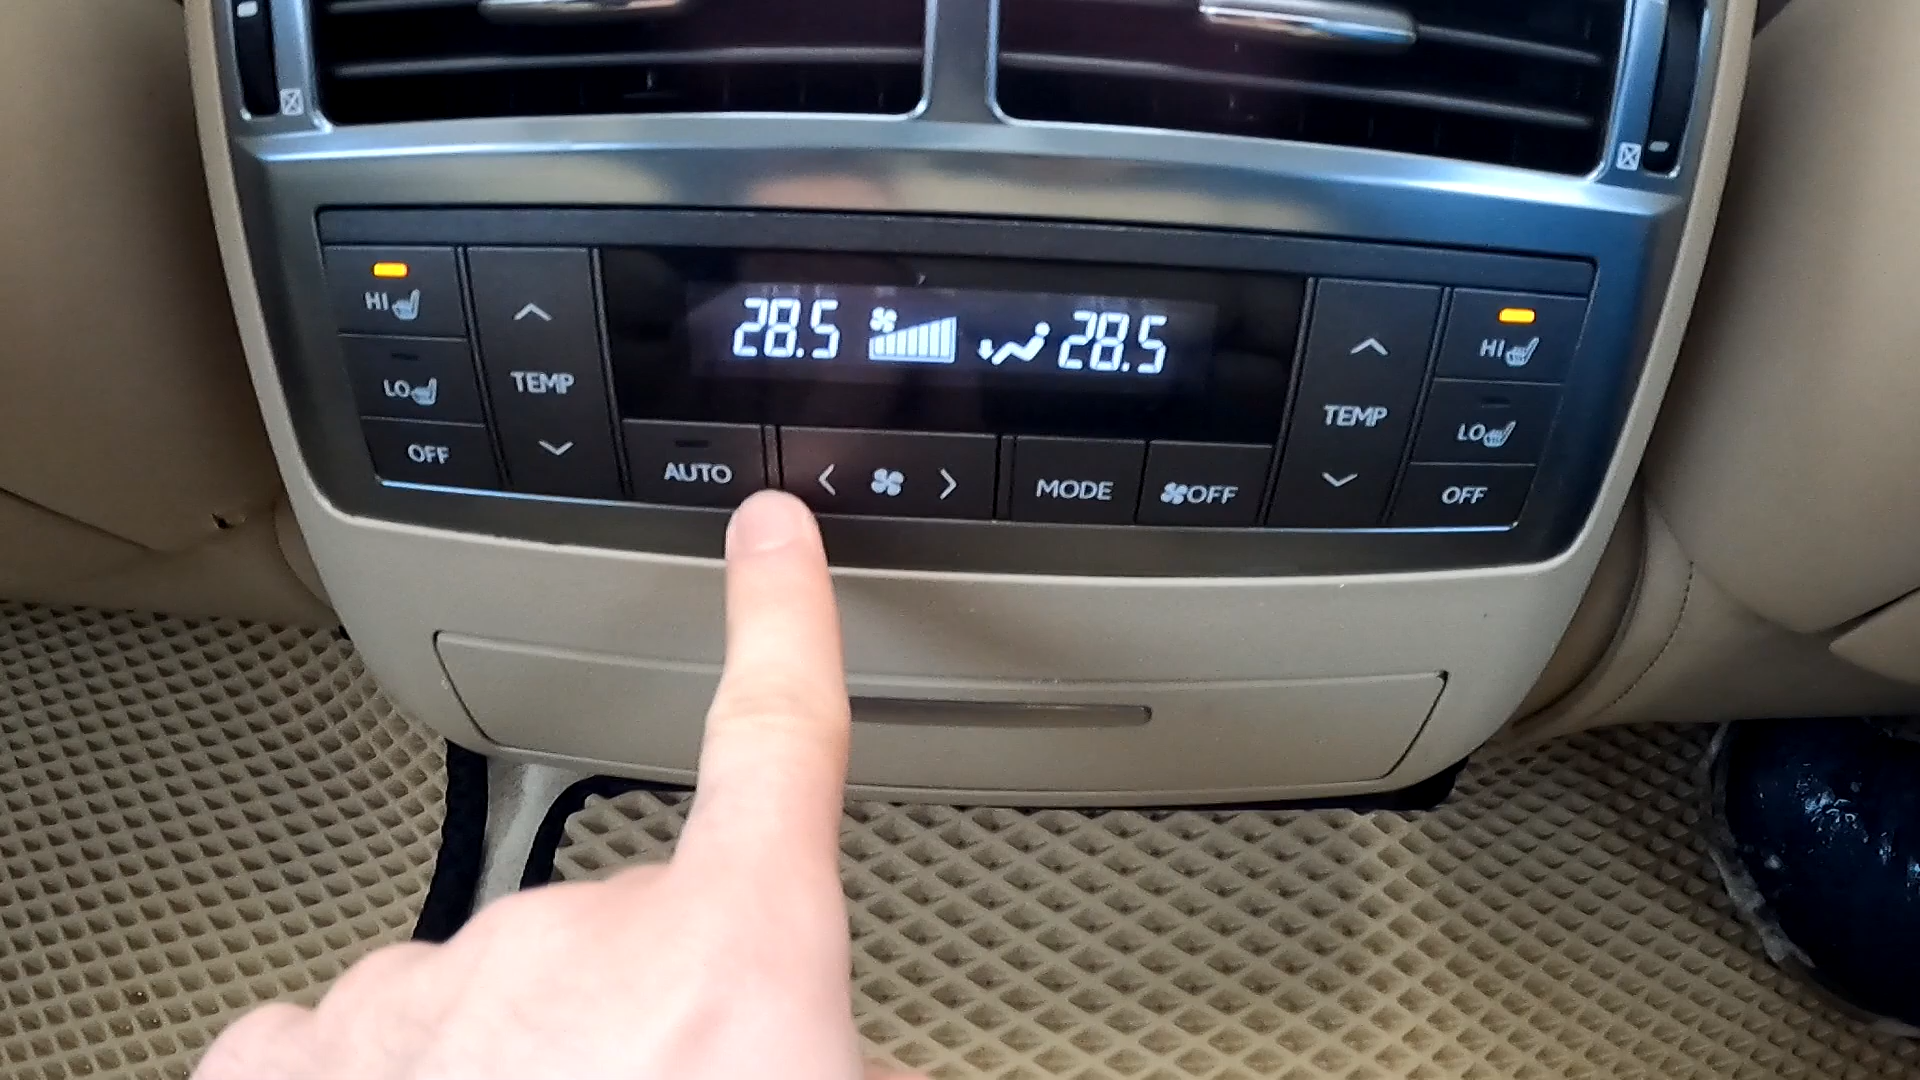 28.5 28.5
HI
LO
OFF
TEMP
AUTO
MODE
OFF
TEMP
HI
LO
OFF